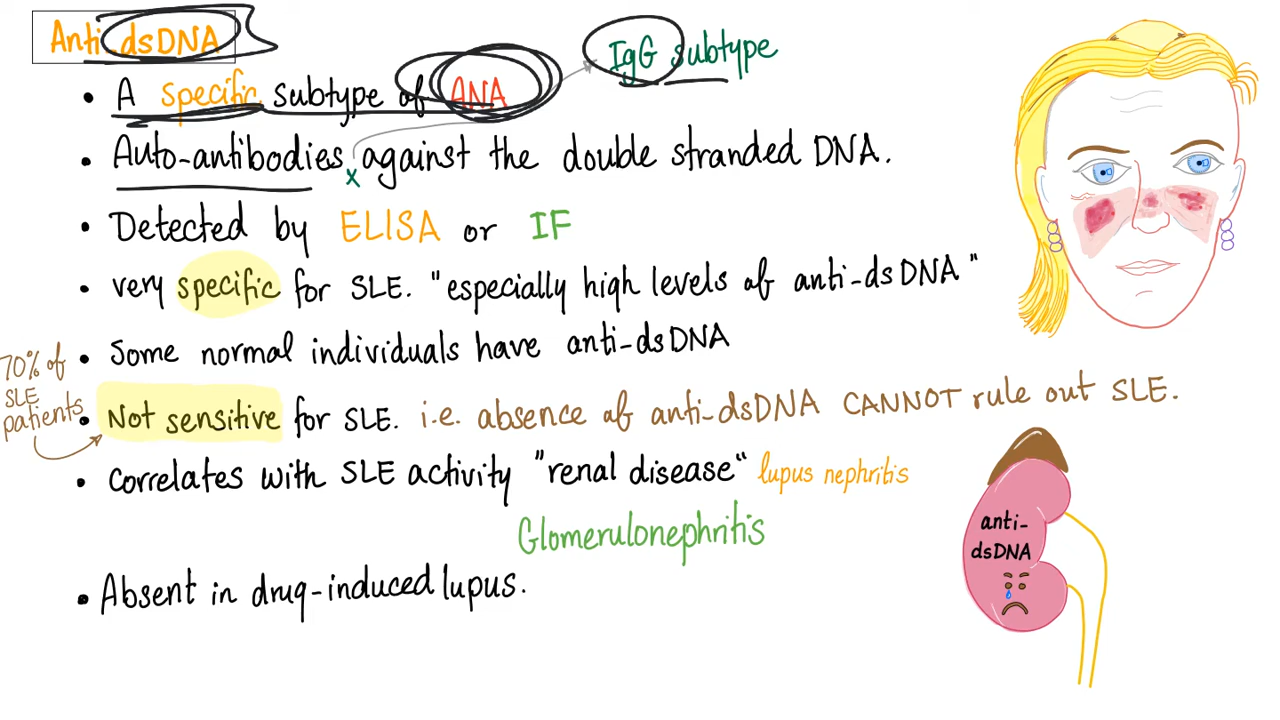 Anti-dsDNA
IgG subtype
• A specific subtype of ANA
• Auto-antibodies x against the double stranded DNA.
• Detected by ELISA or IF
• very specific for SLE. "especially high levels of anti-dsDNA"
• Some normal individuals have anti-dsDNA
70% of
SLE
patients
• Not sensitive for SLE. i.e. absence of anti-dsDNA CANNOT rule out SLE.
• Correlates with SLE activity "renal disease" lupus nephritis
Glomerulonephritis
anti-
dsDNA
• Absent in drug-induced lupus.